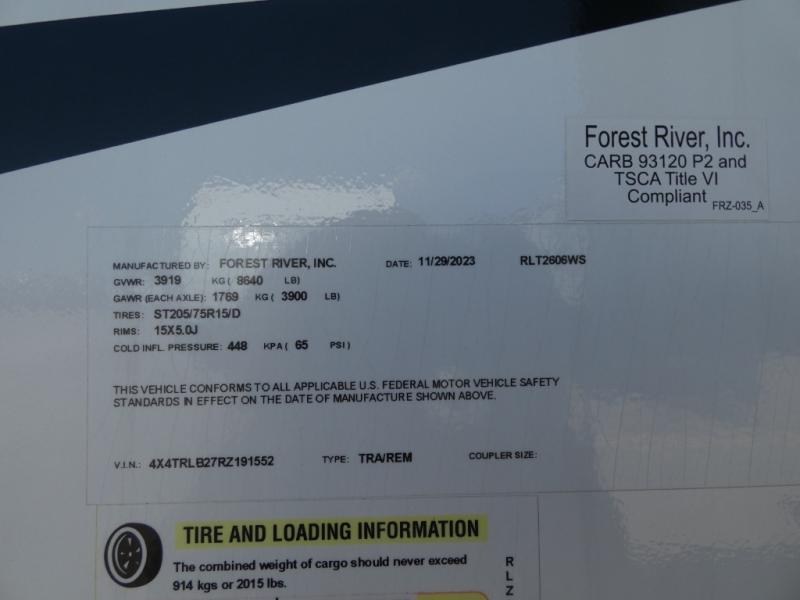 Forest River, Inc.
CARB 93120 P2 and
TSCA Title VI
Compliant
FRZ-035_A
MANUFACTURED BY: FOREST RIVER, INC. DATE: 11/29/2023 RLT2606WS
GVWR: 3919 KG ( 8640 LB)
GAWR (EACH AXLE): 1769 KG ( 3900 LB)
TIRES: ST205/75R15/D
RIMS: 15X5.0J
COLD INFL. PRESSURE: 448 KPA ( 65 PSI )
THIS VEHICLE CONFORMS TO ALL APPLICABLE U.S. FEDERAL MOTOR VEHICLE SAFETY
STANDARDS IN EFFECT ON THE DATE OF MANUFACTURE SHOWN ABOVE.
V.I.N.: 4X4TRLB27RZ191552 TYPE: TRA/REM COUPLER SIZE:
TIRE AND LOADING INFORMATION
The combined weight of cargo should never exceed
914 kgs or 2015 lbs.
R
L
Z